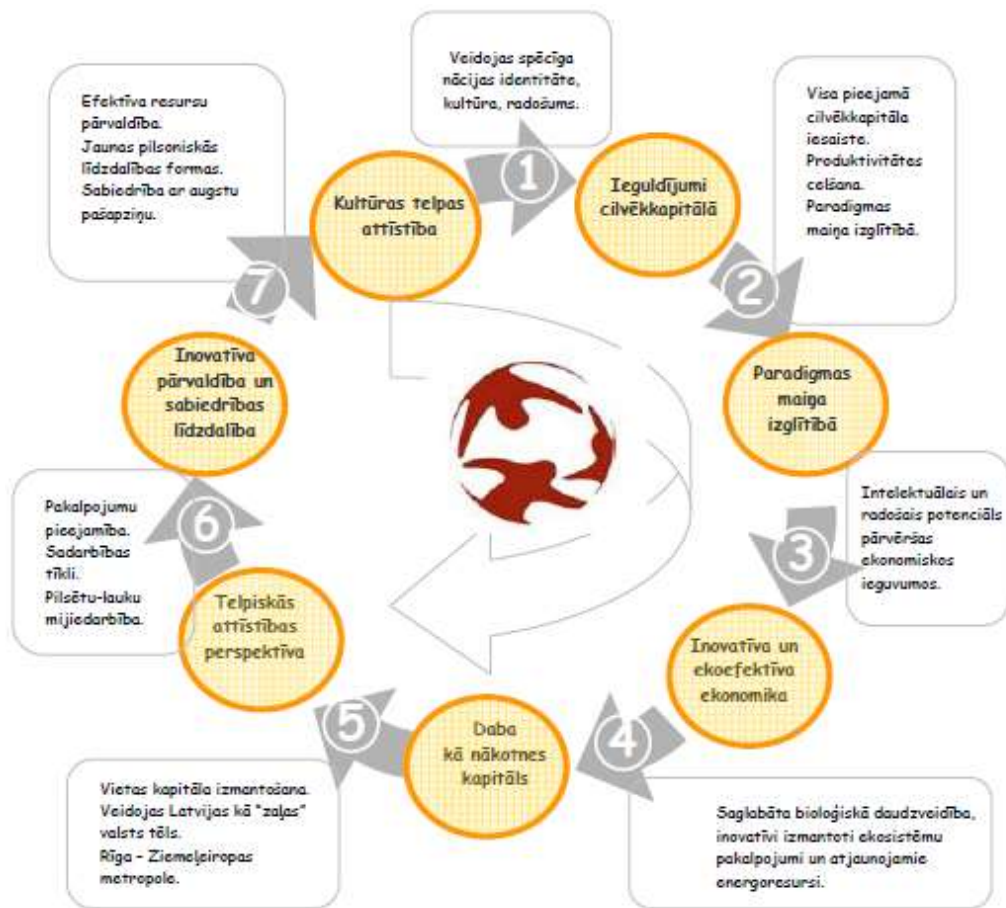 Veidojas spēcīga
nācijas identitāte,
kultūra, radošums.
Efektīva resursu
pārvaldība.
Jaunas pilsoniskās
līdzdalības formas.
Sabiedrība ar augstu
pašapziņu.
Visa pieejamā
cilvēkkapitāla
iesaiste.
Produktivitātes
celšana.
Paradigmas
maiņa izglītībā.
Kultūras telpas
attīstība
1
Ieguldījumi
cilvēkkapitālā
2
7
Inovatīva
pārvaldība un
sabiedrības
līdzdalība
Paradigmas
maiņa
izglītībā
Pakalpojumu
pieejamība.
Sadarbības
tīkli.
Pilsētu-lauku
mijiedarbība.
6
3
Intelektuālais un
radošais potenciāls
pārvēršas
ekonomiskos
ieguvumos.
Telpiskās
attīstības
perspektīva
Inovatīva un
ekoefektīva
ekonomika
5
Daba
kā nākotnes
kapitāls
4
Vietas kapitāla izmantošana.
Veidojas Latvijas kā "zaļas"
valsts tēls.
Rīga - Ziemeļeiropas
metropole.
Saglabāta bioloģiskā daudzveidība,
inovatīvi izmantoti ekosistēmu
pakalpojumi un atjaunojamie
energoresursi.